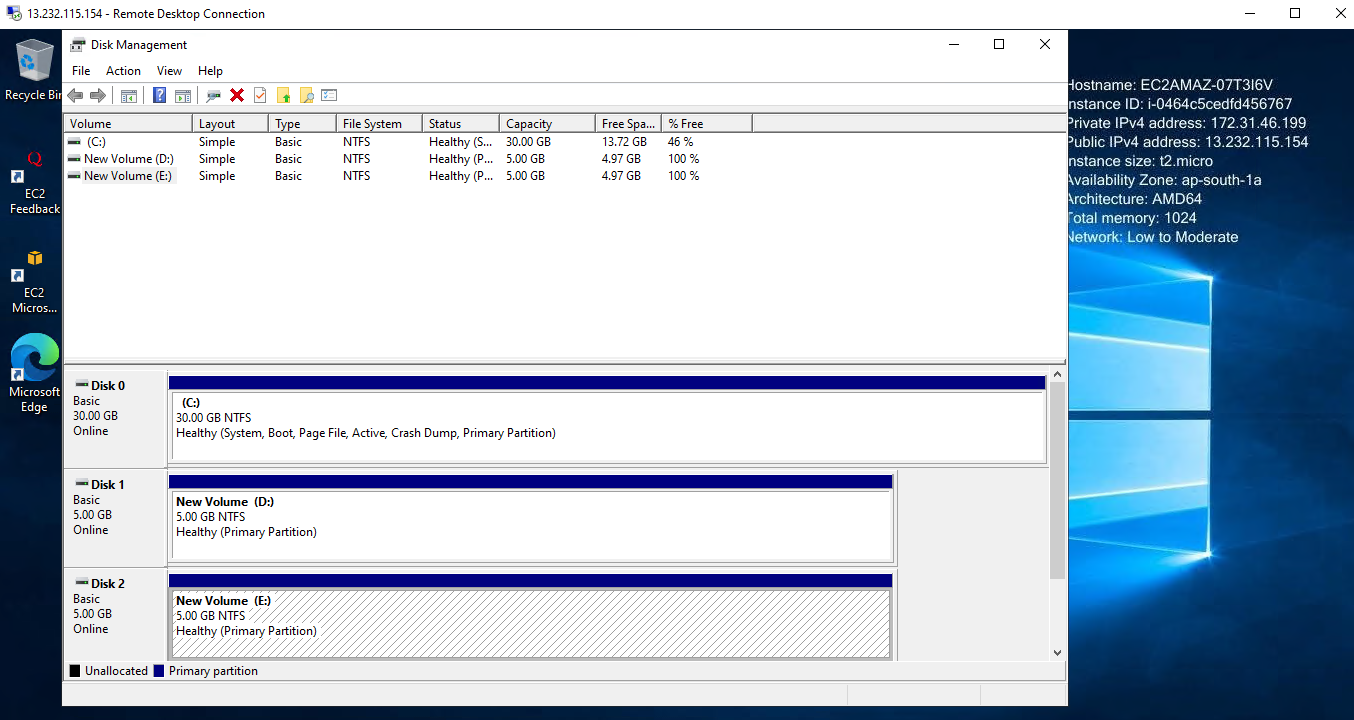 13.232.115.154 - Remote Desktop Connection
Recycle Bin
EC2
Feedback
EC2
Micros...
Microsoft
Edge
Disk Management
File Action View Help
Volume Layout Type File System Status Capacity Free Spa... % Free
(C:) Simple Basic NTFS Healthy (S... 30.00 GB 13.72 GB 46 %
New Volume (D:) Simple Basic NTFS Healthy (P... 5.00 GB 4.97 GB 100 %
New Volume (E:) Simple Basic NTFS Healthy (P... 5.00 GB 4.97 GB 100 %
Disk 0
Basic
30.00 GB
Online
(C:)
30.00 GB NTFS
Healthy (System, Boot, Page File, Active, Crash Dump, Primary Partition)
Disk 1
Basic
5.00 GB
Online
New Volume (D:)
5.00 GB NTFS
Healthy (Primary Partition)
Disk 2
Basic
5.00 GB
Online
New Volume (E:)
5.00 GB NTFS
Healthy (Primary Partition)
Unallocated Primary partition
Hostname: EC2AMAZ-07T3I6V
Instance ID: i-0464c5cedfd456767
Private IPv4 address: 172.31.46.199
Public IPv4 address: 13.232.115.154
Instance size: t2.micro
Availability Zone: ap-south-1a
Architecture: AMD64
Total memory: 1024
Network: Low to Moderate